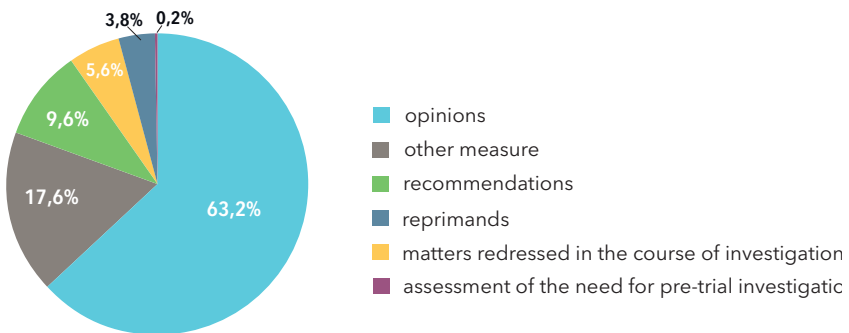 3,8%
0,2%
5,6%
9,6%
17,6%
63,2%
opinions
other measure
recommendations
reprimands
matters redressed in the course of investigation
assessment of the need for pre-trial investigatio